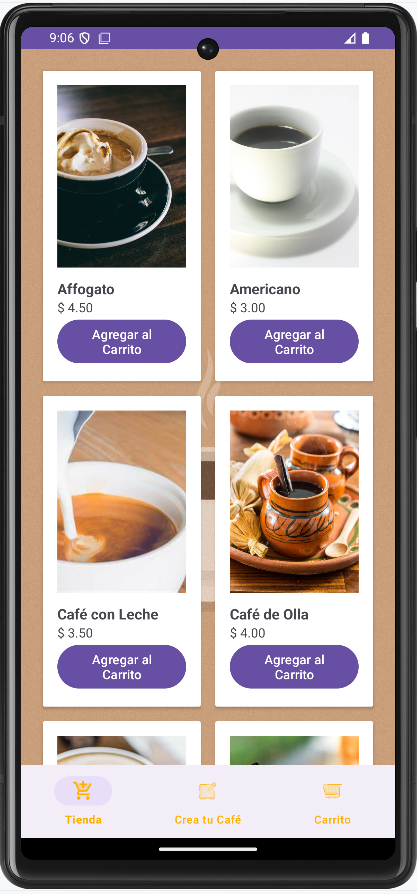 9:06
Affogato
$ 4.50
Agregar al
Carrito
Americano
$ 3.00
Agregar al
Carrito
Café con Leche
$ 3.50
Agregar al
Carrito
Café de Olla
$ 4.00
Agregar al
Carrito
Tienda
Crea tu Café
Carrito